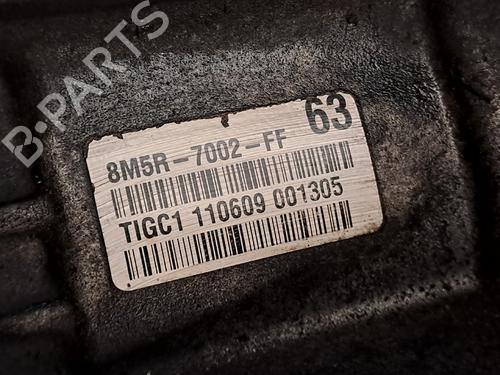 B-PARTS
63
8M5R-7002-FF
TIGC1 110609 001305